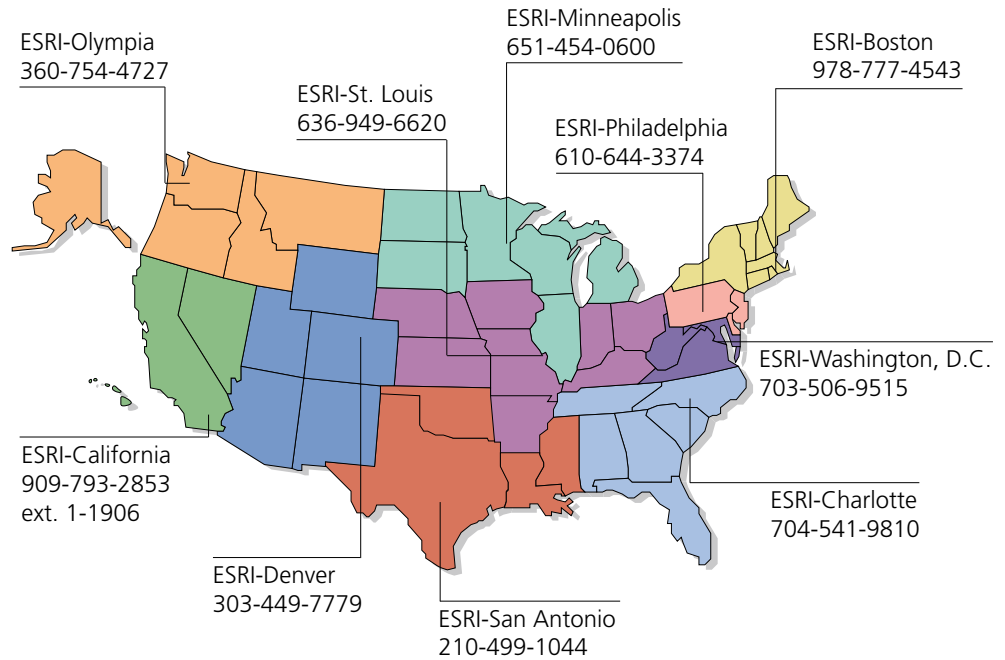 ESRI-Minneapolis
651-454-0600
ESRI-Olympia
360-754-4727
ESRI-Boston
978-777-4543
ESRI-St. Louis
636-949-6620
ESRI-Philadelphia
610-644-3374
ESRI-Washington, D.C.
703-506-9515
ESRI-California
909-793-2853
ext. 1-1906
ESRI-Charlotte
704-541-9810
ESRI-Denver
303-449-7779
ESRI-San Antonio
210-499-1044